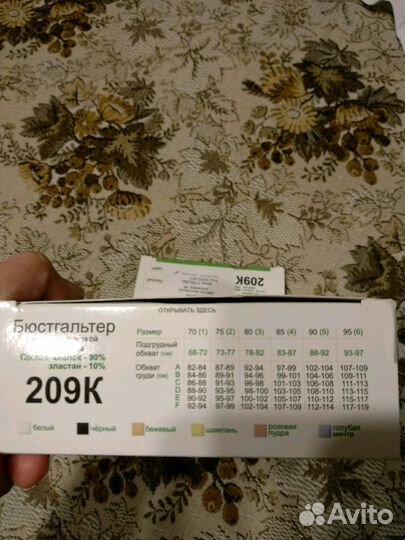 209К
ОТКРЫВАТЬ ЗДЕСЬ
Бюстгальтер
хлопок - 90%
эластан - 10%
209К
Размер 70 (1) 75 (2) 80 (3) 85 (4) 90 (5) 95 (6)
Подгрудный
обхват (см) 68-72 73-77 78-82 83-87 88-92 93-97
Обхват A 82-84 87-89 92-94 97-99 102-104 107-109
груди (см) B 84-86 89-91 94-96 99-101 104-106 109-111
C 86-88 91-93 96-98 101-103 106-108 111-113
D 88-90 93-95 98-100 103-105 108-110 113-115
E 90-92 95-97 100-102 105-107 110-112 115-117
F 92-94 97-99 102-104 107-109 112-114 117-119
белый чёрный бежевый шампань розовая пудра голубая мечта
Avito